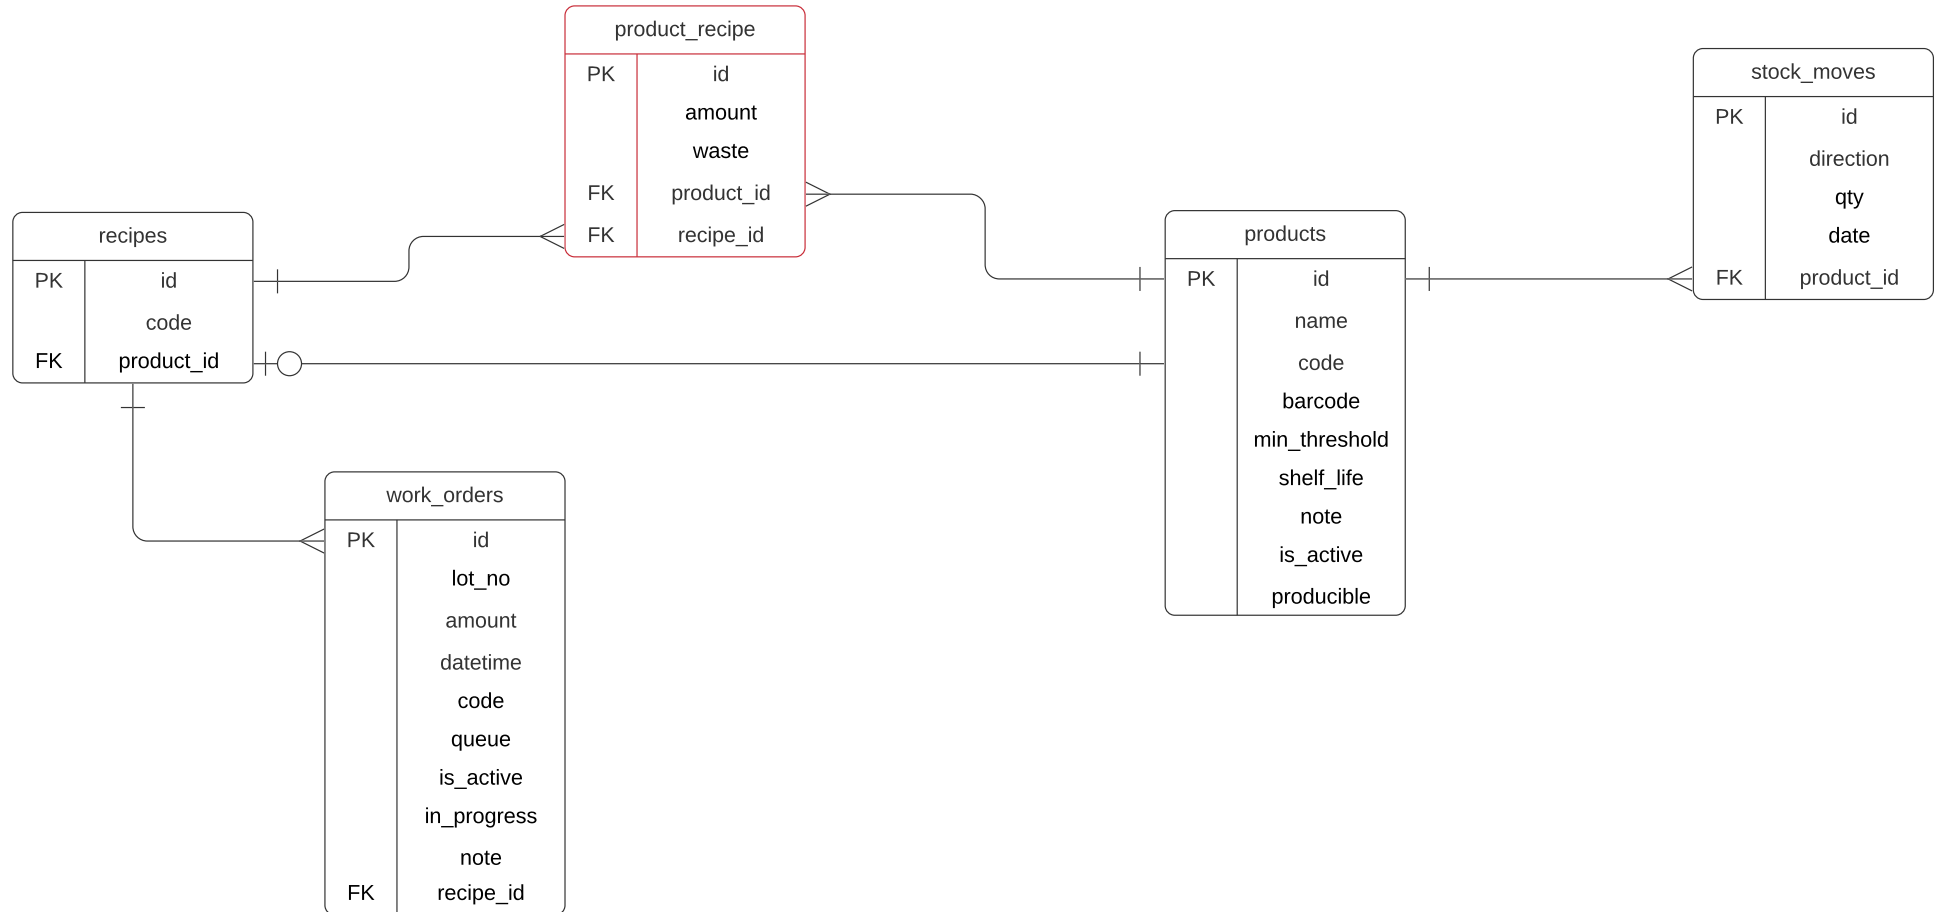 product_recipe
PK id
amount
waste
FK product_id
FK recipe_id
stock_moves
PK id
direction
qty
date
FK product_id
recipes
PK id
code
FK product_id
products
PK id
name
code
barcode
min_threshold
shelf_life
note
is_active
producible
work_orders
PK id
lot_no
amount
datetime
code
queue
is_active
in_progress
note
FK recipe_id